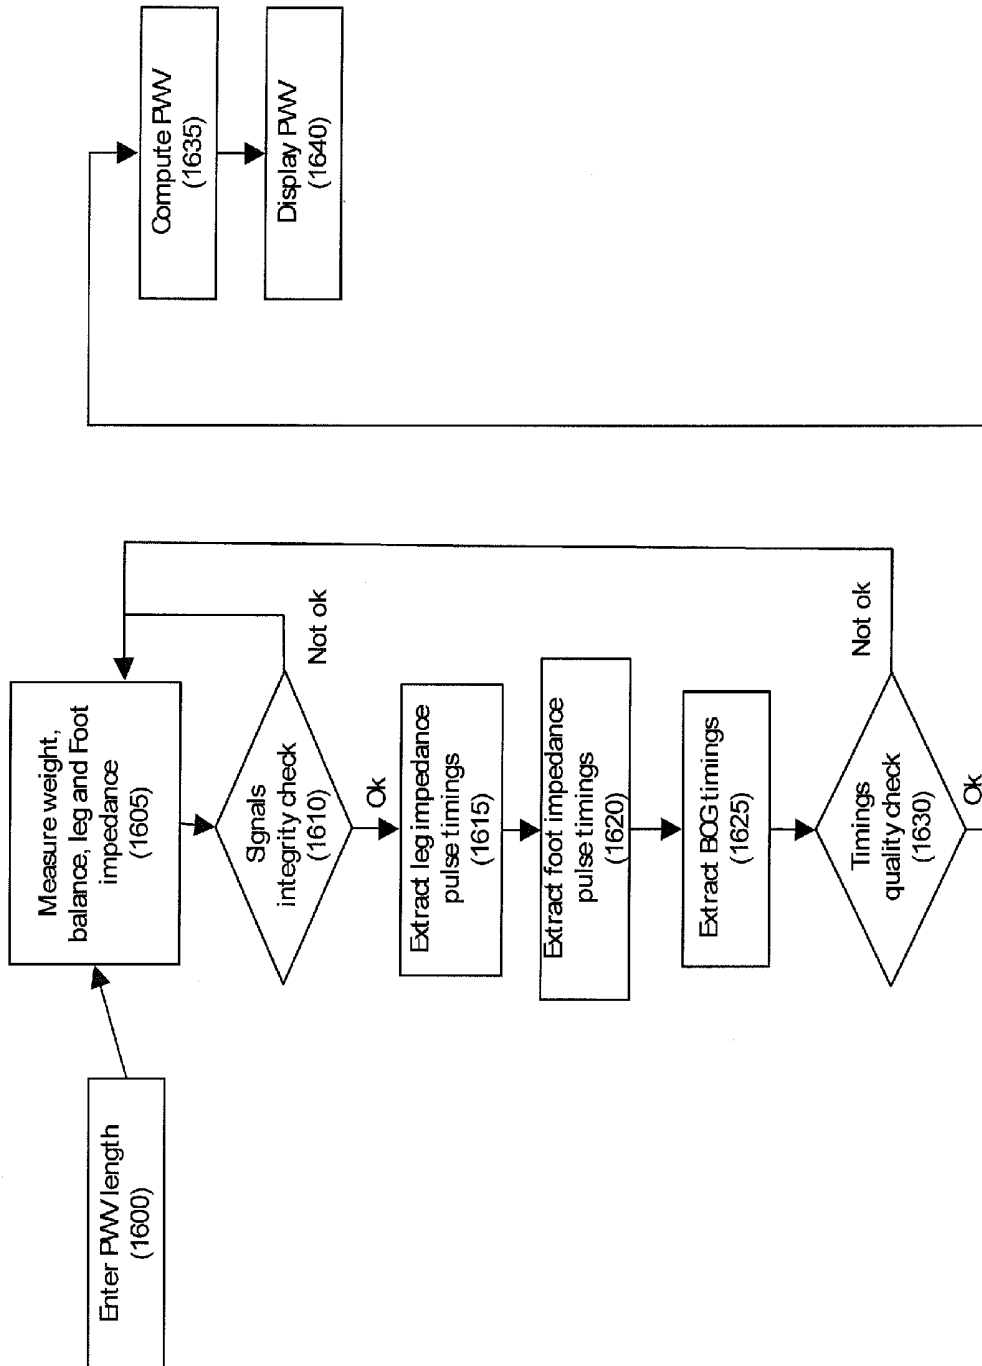 Enter PWV length
(1600)
Measure weight,
balance, leg and Foot
impedance
(1605)
Signals
integrity check
(1610)
Not ok
Ok
Extract leg impedance
pulse timings
(1615)
Extract foot impedance
pulse timings
(1620)
Extract BCG timings
(1625)
Timings
quality check
(1630)
Not ok
Ok
Compute PWV
(1635)
Display PWV
(1640)